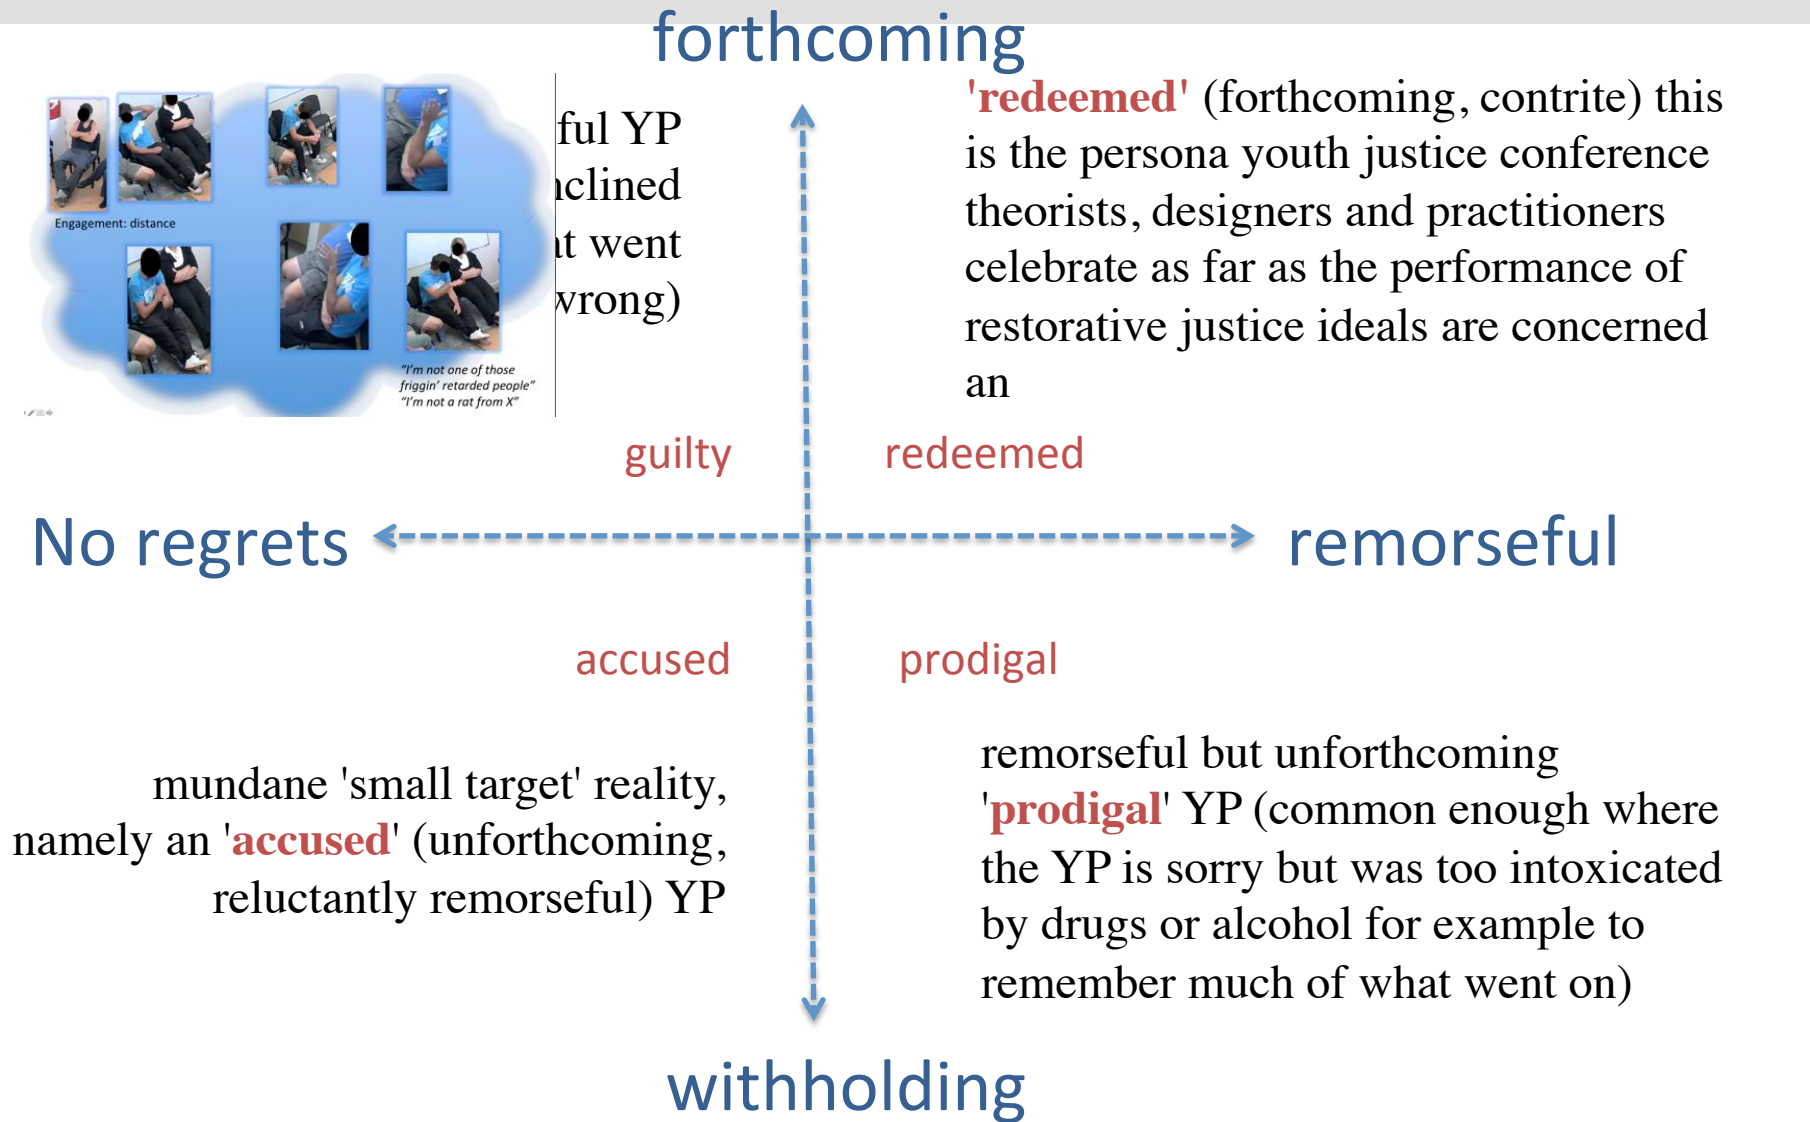 forthcoming
Engagement: distance
"I'm not one of those
friggin' retarded people"
"I'm not a rat from X"
ful YP
nclined
at went
wrong)
'redeemed' (forthcoming, contrite) this
is the persona youth justice conference
theorists, designers and practitioners
celebrate as far as the performance of
restorative justice ideals are concerned
an
guilty
redeemed
No regrets
remorseful
accused
prodigal
mundane 'small target' reality,
namely an 'accused' (unforthcoming,
reluctantly remorseful) YP
remorseful but unforthcoming
'prodigal' YP (common enough where
the YP is sorry but was too intoxicated
by drugs or alcohol for example to
remember much of what went on)
withholding